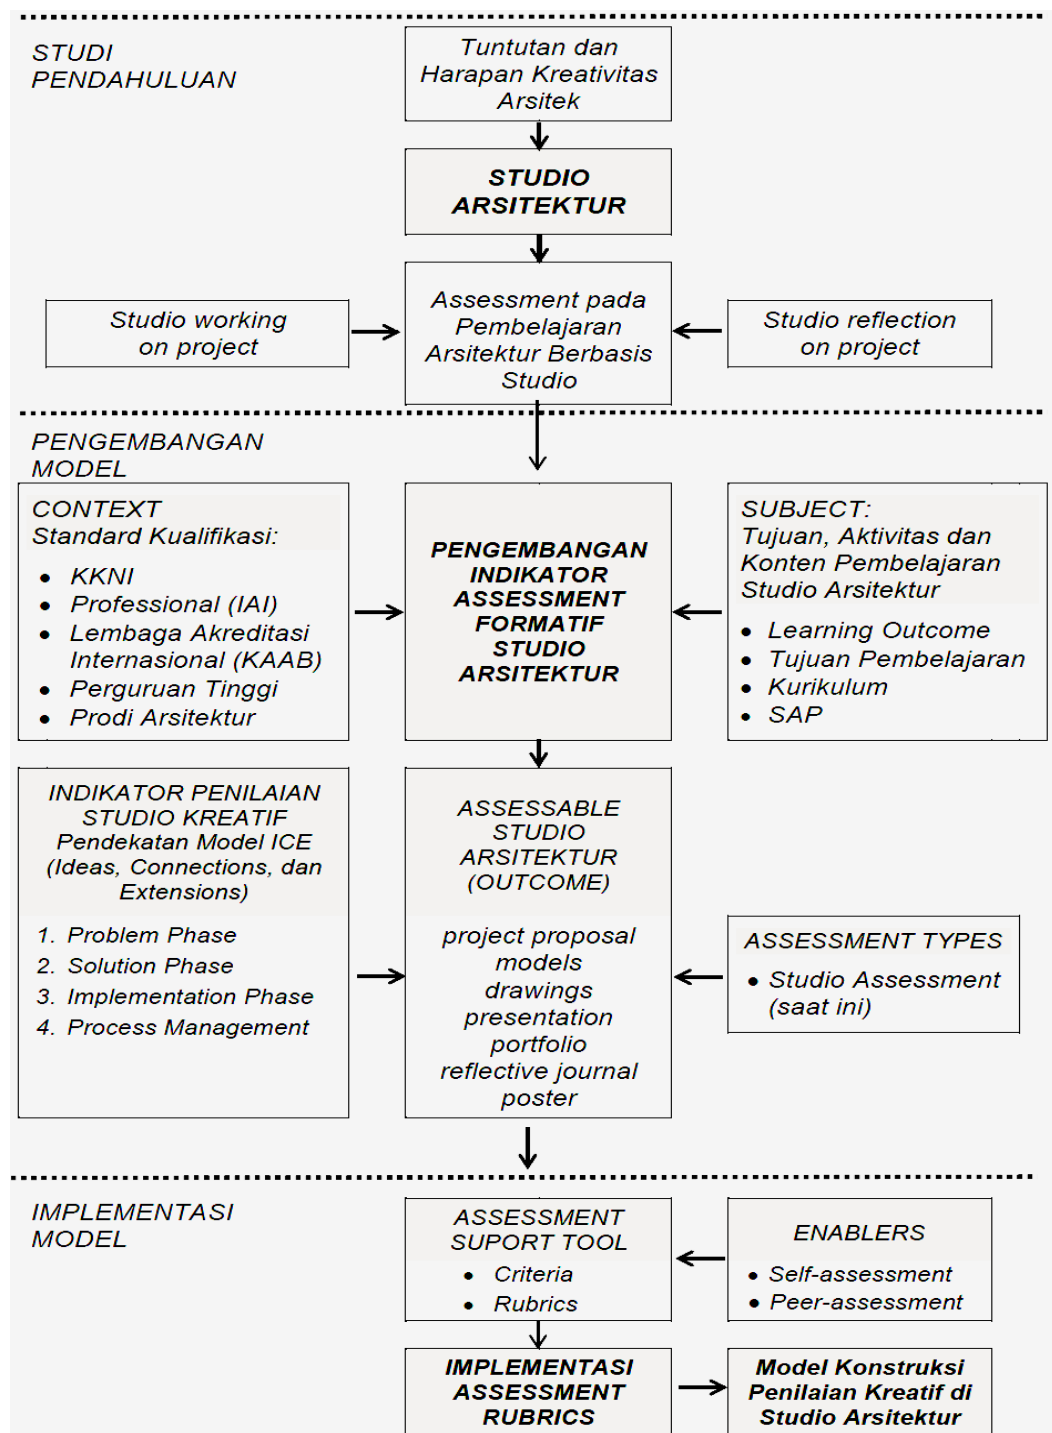 STUDI
PENDAHULUAN
Tuntutan dan
Harapan Kreativitas
Arsitek
STUDIO
ARSITEKTUR
Studio working
on project
Assessment pada
Pembelajaran
Arsitektur Berbasis
Studio
Studio reflection
on project
PENGEMBANGAN
MODEL
CONTEXT
Standard Kualifikasi:
• KKNI
• Professional (IAI)
• Lembaga Akreditasi
Internasional (KAAB)
• Perguruan Tinggi
• Prodi Arsitektur
PENGEMBANGAN
INDIKATOR
ASSESSMENT
FORMATIF
STUDIO
ARSITEKTUR
SUBJECT:
Tujuan, Aktivitas dan
Konten Pembelajaran
Studio Arsitektur
• Learning Outcome
• Tujuan Pembelajaran
• Kurikulum
• SAP
INDIKATOR PENILAIAN
STUDIO KREATIF
Pendekatan Model ICE
(Ideas, Connections, dan
Extensions)
1. Problem Phase
2. Solution Phase
3. Implementation Phase
4. Process Management
ASSESSABLE
STUDIO
ARSITEKTUR
(OUTCOME)
project proposal
models
drawings
presentation
portfolio
reflective journal
poster
ASSESSMENT TYPES
• Studio Assessment
(saat ini)
IMPLEMENTASI
MODEL
ASSESSMENT
SUPORT TOOL
• Criteria
• Rubrics
ENABLERS
• Self-assessment
• Peer-assessment
IMPLEMENTASI
ASSESSMENT
RUBRICS
Model Konstruksi
Penilaian Kreatif di
Studio Arsitektur